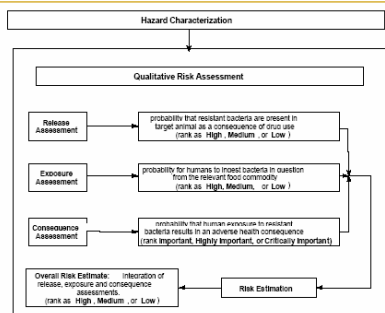 Hazard Characterization
Qualitative Risk Assessment
Release
Assessment
probability that resistant bacteria are present in
target animal as a consequence of drug use
(rank as High, Medium, or Low )
Exposure
Assessment
probability for humans to ingest bacteria in question
from the relevant food commodity
(rank as High, Medium, or Low )
Consequence
Assessment
probability that human exposure to resistant
bacteria results in an adverse health consequence
(rank Important, Highly Important, or Critically Important)
Overall Risk Estimate: Integration of
release, exposure and consequence
assessments.
(rank as High, Medium, or Low )
Risk Estimation